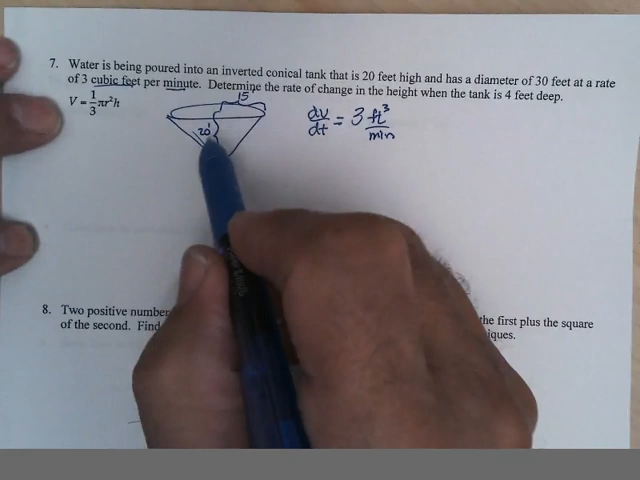 7. Water is being poured into an inverted conical tank that is 20 feet high and has a diameter of 30 feet at a rate
of 3 cubic feet per minute. Determine the rate of change in the height when the tank is 4 feet deep.
V = 1/3 πr²h
15
20'
dv/dt = 3 ft³/min
8. Two positive number the first plus the square
of the second. Find iques.